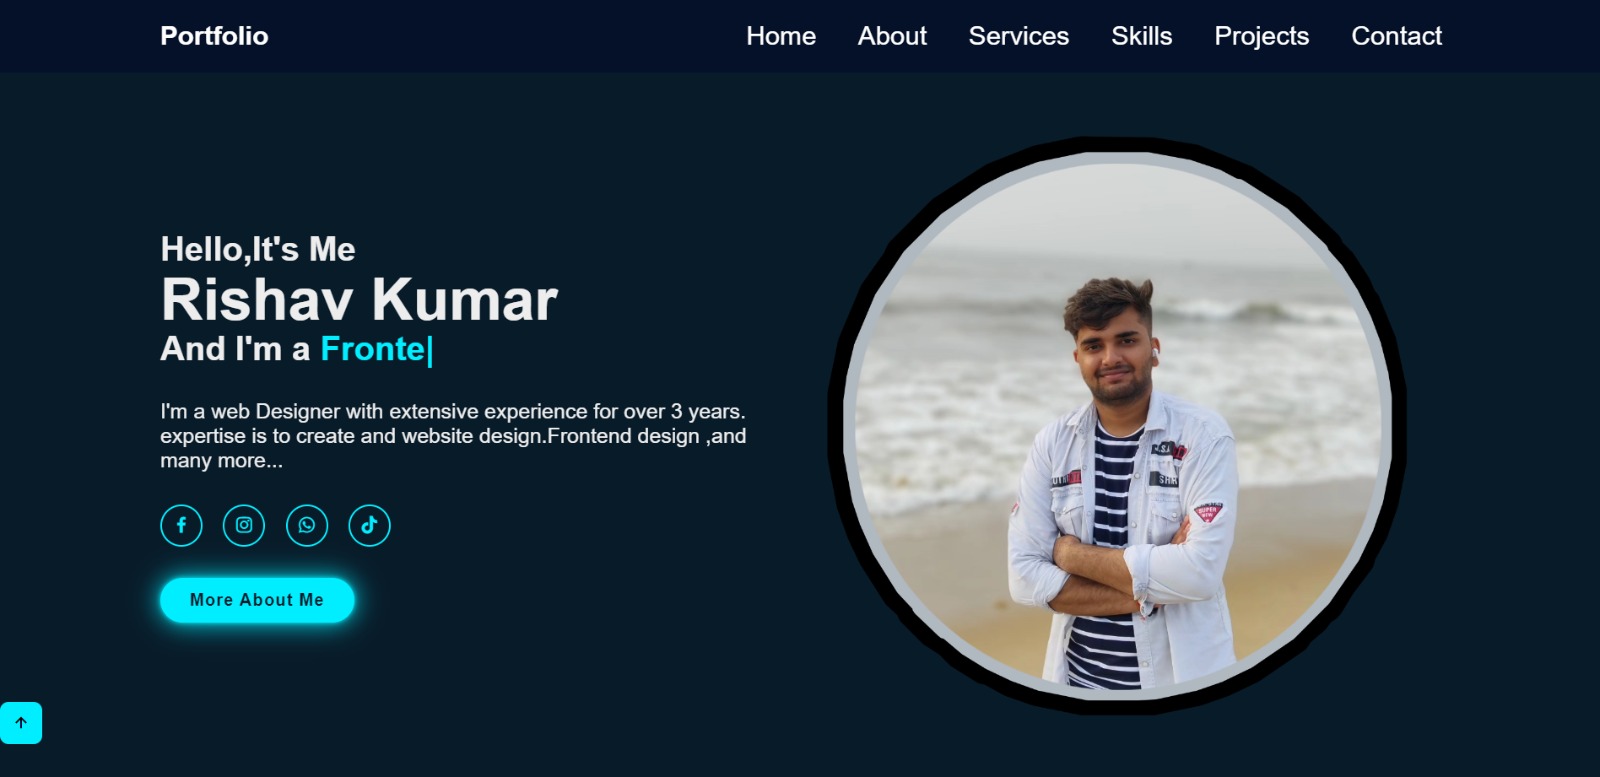 Portfolio
Home About Services Skills Projects Contact
Hello,It's Me
Rishav Kumar
And I'm a Fronte|
I'm a web Designer with extensive experience for over 3 years.
expertise is to create and website design.Frontend design ,and
many more...
More About Me